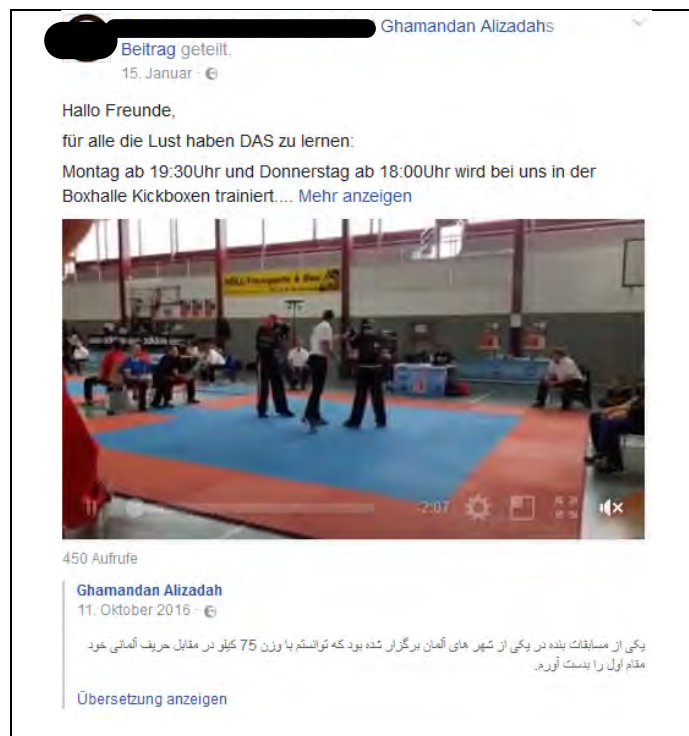 Ghamandan Alizadahs
Beitrag geteilt.
15. Januar ·
Hallo Freunde,
für alle die Lust haben DAS zu lernen:
Montag ab 19:30Uhr und Donnerstag ab 18:00Uhr wird bei uns in der
Boxhalle Kickboxen trainiert.... Mehr anzeigen
-2:07
450 Aufrufe
Ghamandan Alizadah
11. Oktober 2016 ·
یکی از مسابقات بنده در یکی از شهر های آلمان برگزار شده بود که توانستم با وزن 75 کیلو در مقابل حریف آلمانی خود
مقام اول را بدست آورم.
Übersetzung anzeigen